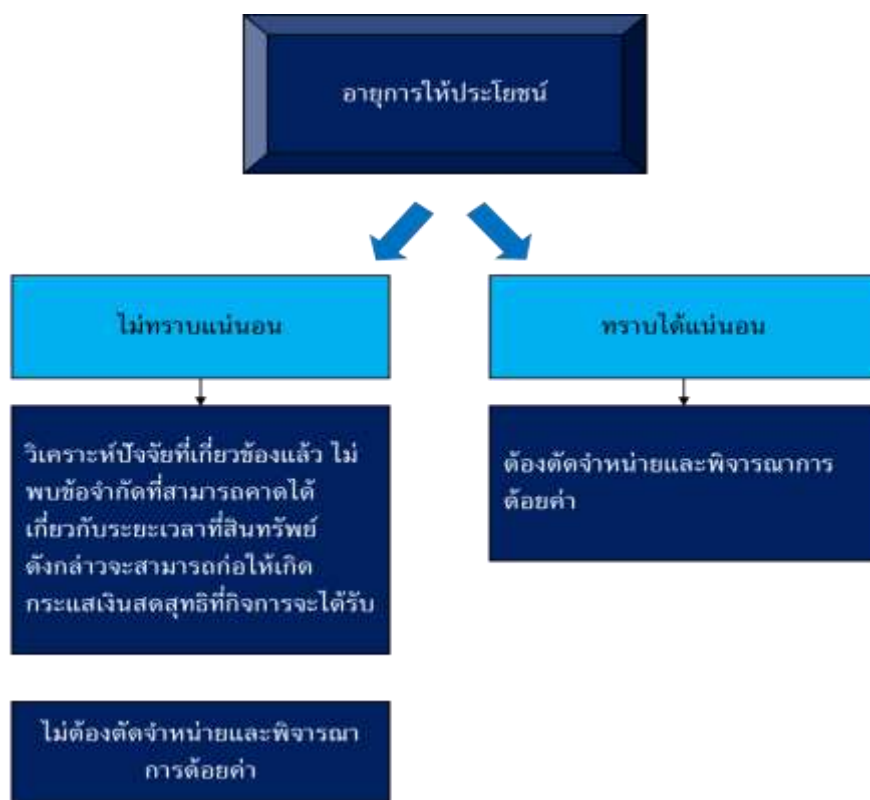 อายุการให้ประโยชน์
ไม่ทราบแน่นอน
ทราบได้แน่นอน
วิเคราะห์ปัจจัยที่เกี่ยวข้องแล้ว ไม่
พบข้อจำกัดที่สามารถคาดได้
เกี่ยวกับระยะเวลาที่สินทรัพย์
ดังกล่าวจะสามารถก่อให้เกิด
กระแสเงินสดสุทธิที่กิจการจะได้รับ
ต้องตัดจำหน่ายและพิจารณาการ
ด้อยค่า
ไม่ต้องตัดจำหน่ายและพิจารณา
การด้อยค่า